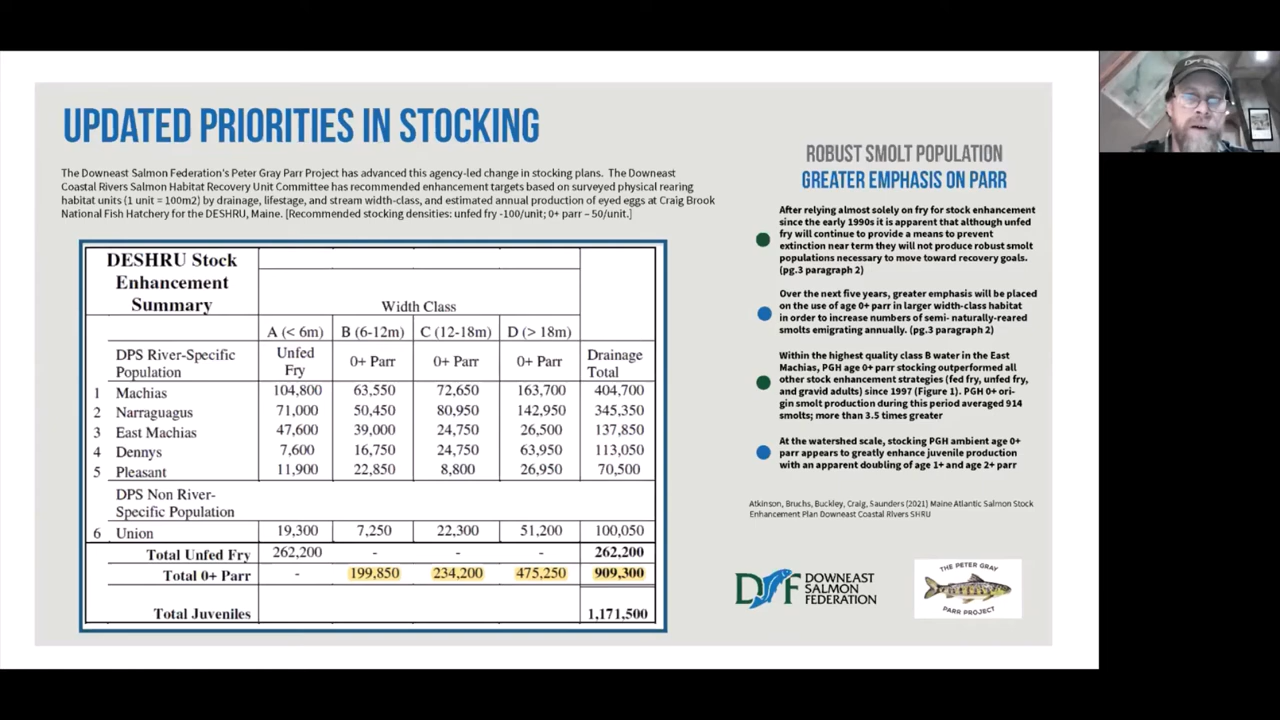 UPDATED PRIORITIES IN STOCKING
The Downeast Salmon Federation's Peter Gray Parr Project has advanced this agency-led change in stocking plans. The Downeast
Coastal Rivers Salmon Habitat Recovery Unit Committee has recommended enhancement targets based on surveyed physical rearing
habitat units (1 unit = 100m2) by drainage, lifestage, and stream width-class, and estimated annual production of eyed eggs at Craig Brook
National Fish Hatchery for the DESHRU, Maine. [Recommended stocking densities: unfed fry -100/unit; 0+ parr – 50/unit.]
DESHRU Stock
Enhancement
Summary
Width Class
A (< 6m) B (6-12m) C (12-18m) D (> 18m)
DPS River-Specific
Population
Unfed
Fry
0+ Parr 0+ Parr 0+ Parr
Drainage
Total
1 Machias 104,800 63,550 72,650 163,700 404,700
2 Narraguagus 71,000 50,450 80,950 142,950 345,350
3 East Machias 47,600 39,000 24,750 26,500 137,850
4 Dennys 7,600 16,750 24,750 63,950 113,050
5 Pleasant 11,900 22,850 8,800 26,950 70,500
DPS Non River-
Specific Population
6 Union 19,300 7,250 22,300 51,200 100,050
Total Unfed Fry 262,200 - - - 262,200
Total 0+ Parr - 199,850 234,200 475,250 909,300
Total Juveniles 1,171,500
ROBUST SMOLT POPULATION
GREATER EMPHASIS ON PARR
After relying almost solely on fry for stock enhancement
since the early 1990s it is apparent that although unfed
fry will continue to provide a means to prevent
extinction near term they will not produce robust smolt
populations necessary to move toward recovery goals.
(pg.3 paragraph 2)
Over the next five years, greater emphasis will be placed
on the use of age 0+ parr in larger width-class habitat
in order to increase numbers of semi- naturally-reared
smolts emigrating annually. (pg.3 paragraph 2)
Within the highest quality class B water in the East
Machias, PGH age 0+ parr stocking outperformed all
other stock enhancement strategies (fed fry, unfed fry,
and gravid adults) since 1997 (Figure 1). PGH 0+ ori-
gin smolt production during this period averaged 914
smolts; more than 3.5 times greater
At the watershed scale, stocking PGH ambient age 0+
parr appears to greatly enhance juvenile production
with an apparent doubling of age 1+ and age 2+ parr
Atkinson, Bruchs, Buckley, Craig, Saunders (2021) Maine Atlantic Salmon Stock
Enhancement Plan Downeast Coastal Rivers SHRU
DSF
DOWNEAST
SALMON
FEDERATION
THE PETER GRAY
PARR PROJECT